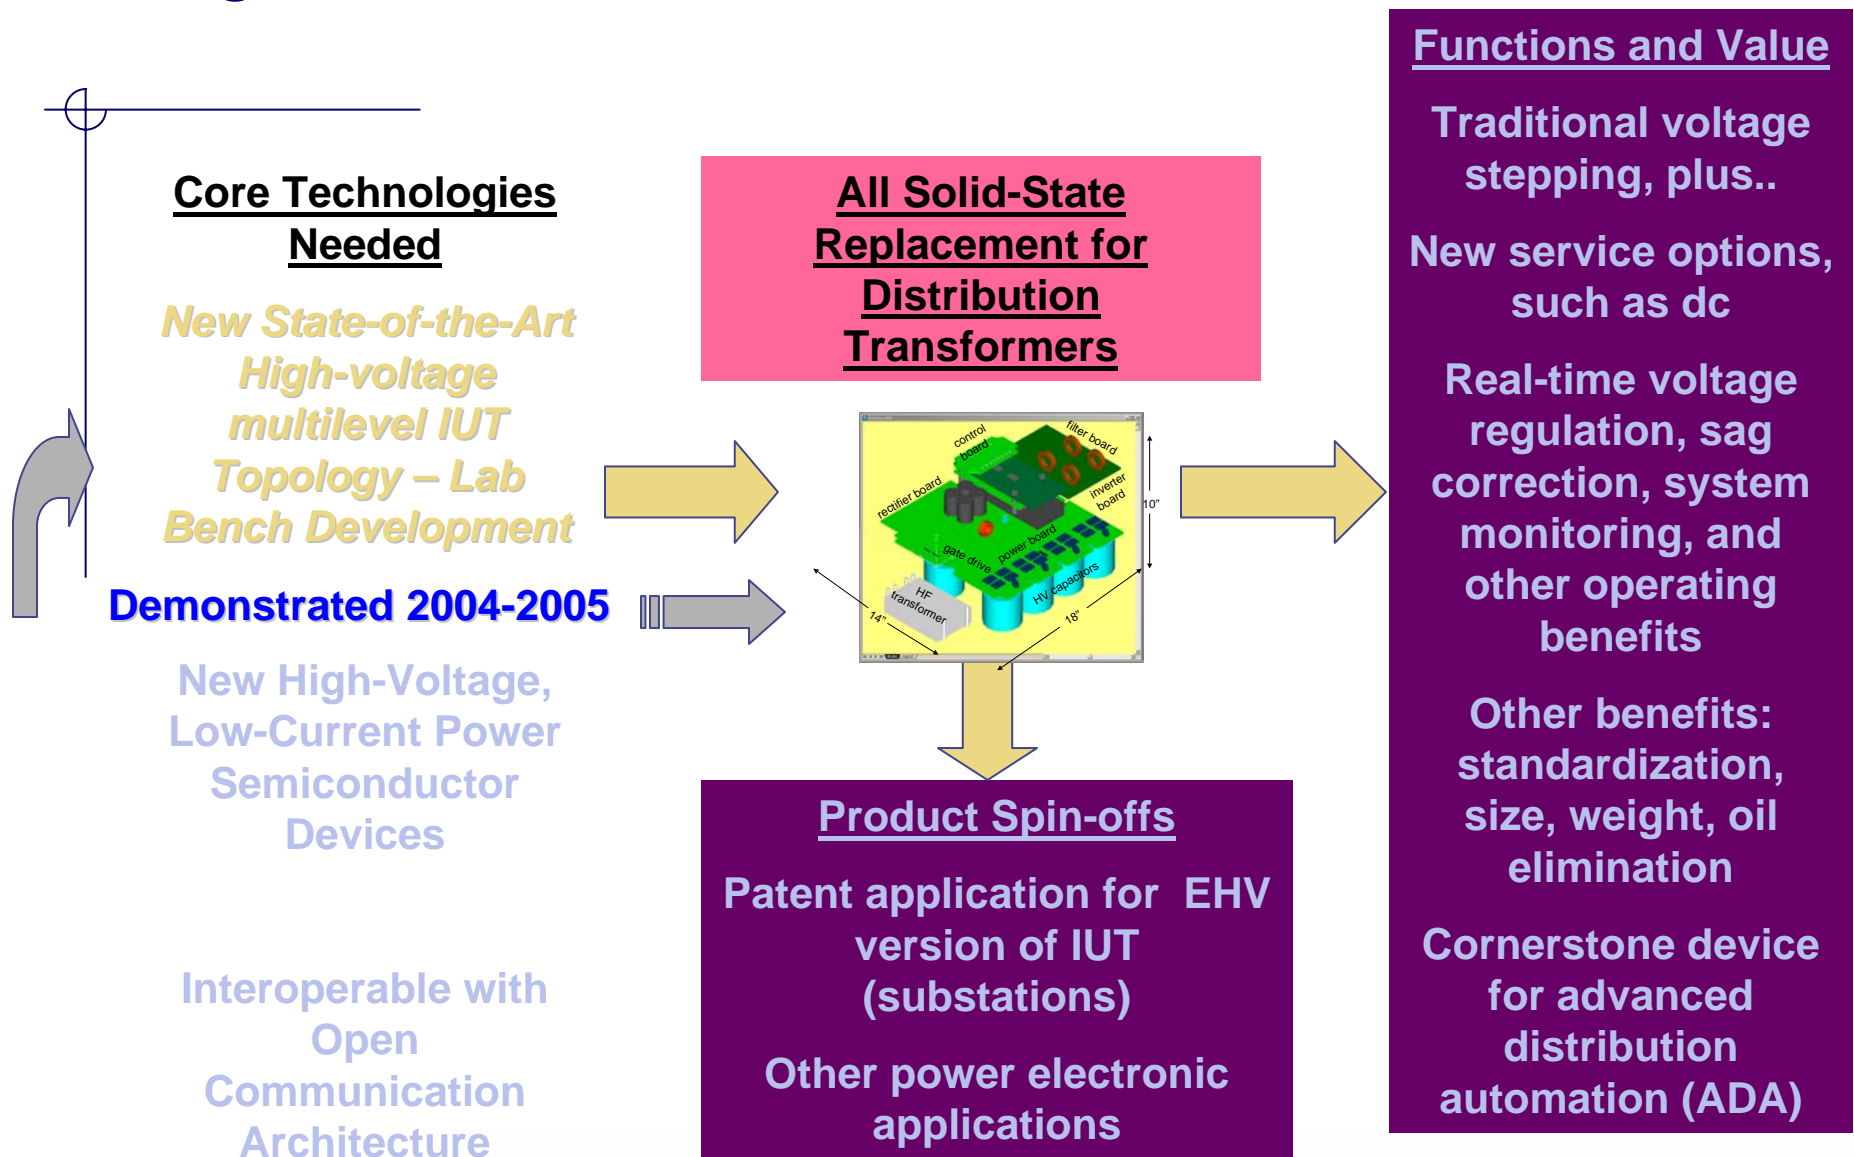 Core Technologies
Needed
New State-of-the-Art
High-voltage
multilevel IUT
Topology – Lab
Bench Development
Demonstrated 2004-2005
New High-Voltage,
Low-Current Power
Semiconductor
Devices
Interoperable with
Open
Communication
Architecture
All Solid-State
Replacement for
Distribution
Transformers
control
board
filter board
rectifier board
inverter
board
10"
gate drive
power board
HV capacitors
HF
transformer
14"
18"
Product Spin-offs
Patent application for EHV
version of IUT
(substations)
Other power electronic
applications
Functions and Value
Traditional voltage
stepping, plus..
New service options,
such as dc
Real-time voltage
regulation, sag
correction, system
monitoring, and
other operating
benefits
Other benefits:
standardization,
size, weight, oil
elimination
Cornerstone device
for advanced
distribution
automation (ADA)